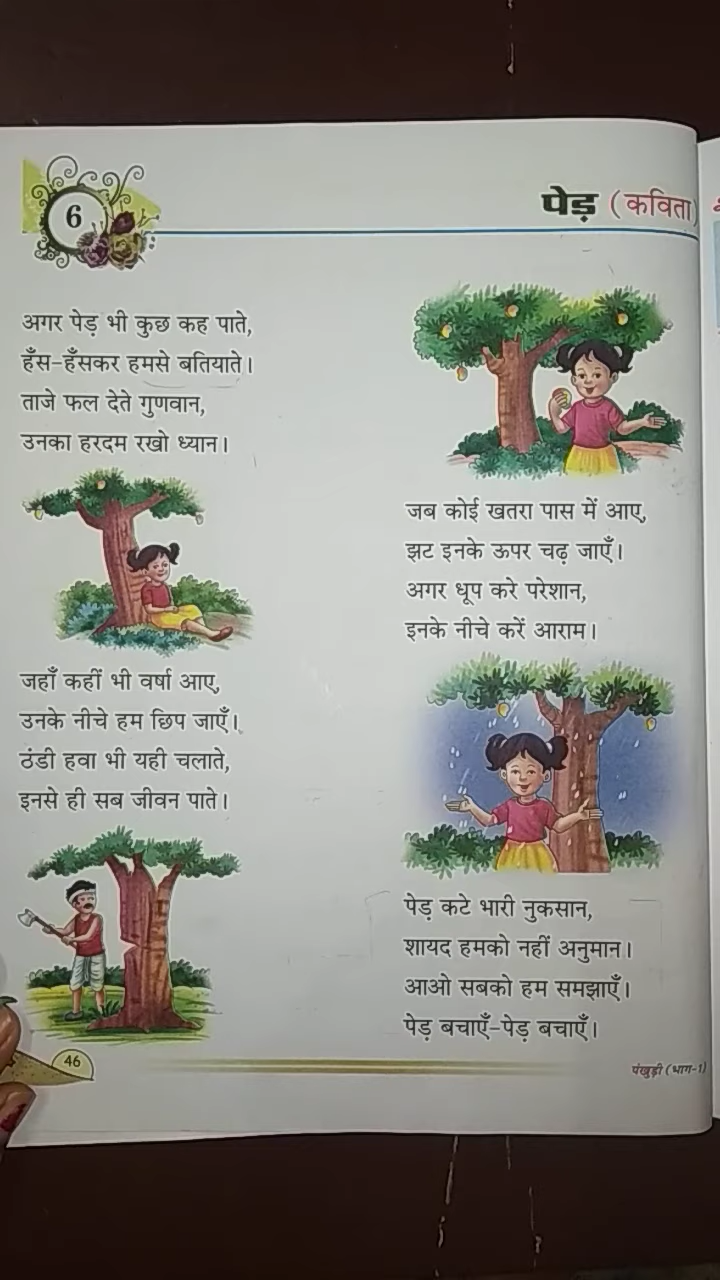 6
पेड़ (कविता)
अगर पेड़ भी कुछ कह पाते,
हँस-हँसकर हमसे बतियाते।
ताजे फल देते गुणवान,
उनका हरदम रखो ध्यान।
जब कोई खतरा पास में आए,
झट इनके ऊपर चढ़ जाएँ।
अगर धूप करे परेशान,
इनके नीचे करें आराम।
जहाँ कहीं भी वर्षा आए,
उनके नीचे हम छिप जाएँ।
ठंडी हवा भी यही चलाते,
इनसे ही सब जीवन पाते।
पेड़ कटे भारी नुकसान,
शायद हमको नहीं अनुमान।
आओ सबको हम समझाएँ।
पेड़ बचाएँ-पेड़ बचाएँ।
46
पंखुड़ी (भाग-1)